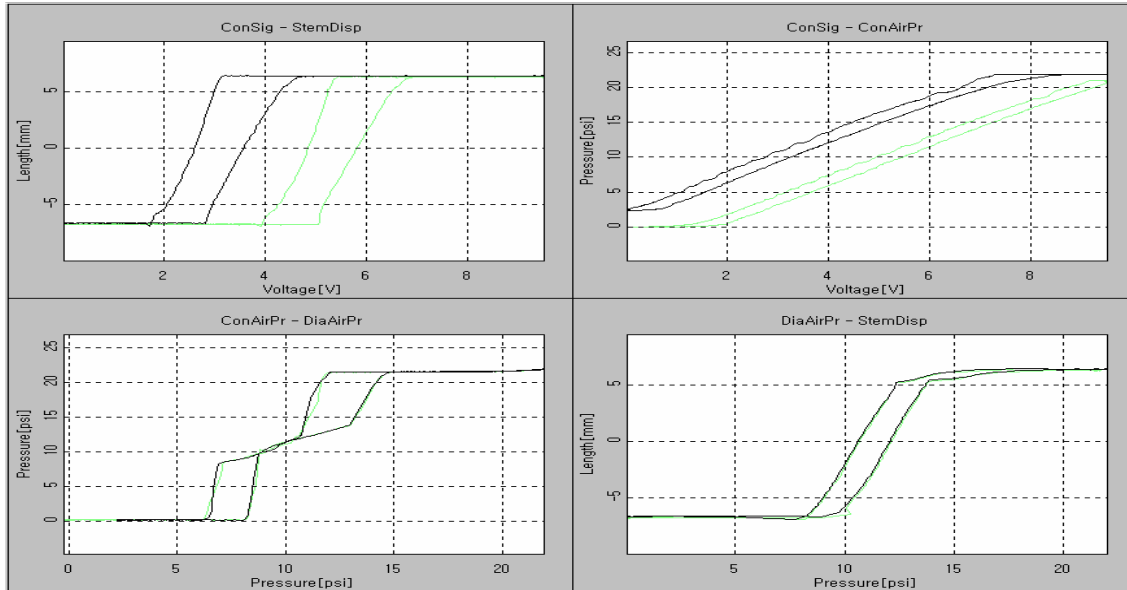 ConSig - StemDisp
Length[mm]
5
0
-5
2
4
6
8
Voltage[V]
ConSig - ConAirPr
Pressure[psi]
25
20
15
10
5
0
2
4
6
8
Voltage[V]
ConAirPr - DiaAirPr
Pressure[psi]
25
20
15
10
5
0
0
5
10
15
20
Pressure[psi]
DiaAirPr - StemDisp
Length[mm]
5
0
-5
5
10
15
20
Pressure[psi]